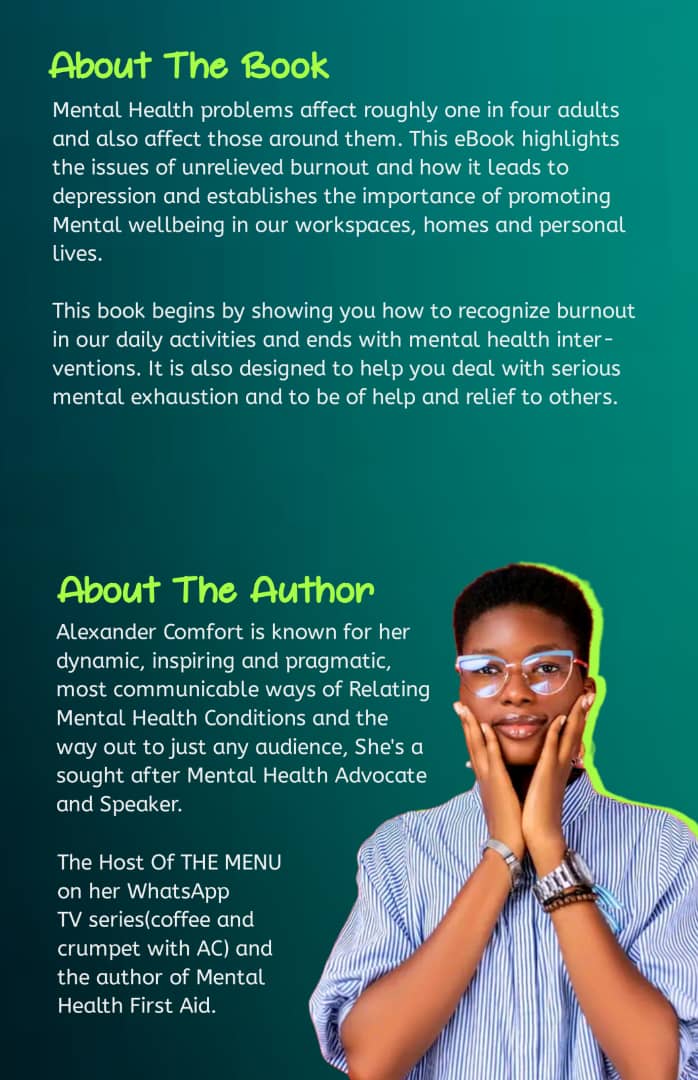 About The Book
Mental Health problems affect roughly one in four adults
and also affect those around them. This eBook highlights
the issues of unrelieved burnout and how it leads to
depression and establishes the importance of promoting
Mental wellbeing in our workspaces, homes and personal
lives.
This book begins by showing you how to recognize burnout
in our daily activities and ends with mental health inter-
ventions. It is also designed to help you deal with serious
mental exhaustion and to be of help and relief to others.
About The Author
Alexander Comfort is known for her
dynamic, inspiring and pragmatic,
most communicable ways of Relating
Mental Health Conditions and the
way out to just any audience, She's a
sought after Mental Health Advocate
and Speaker.
The Host Of THE MENU
on her WhatsApp
TV series(coffee and
crumpet with AC) and
the author of Mental
Health First Aid.